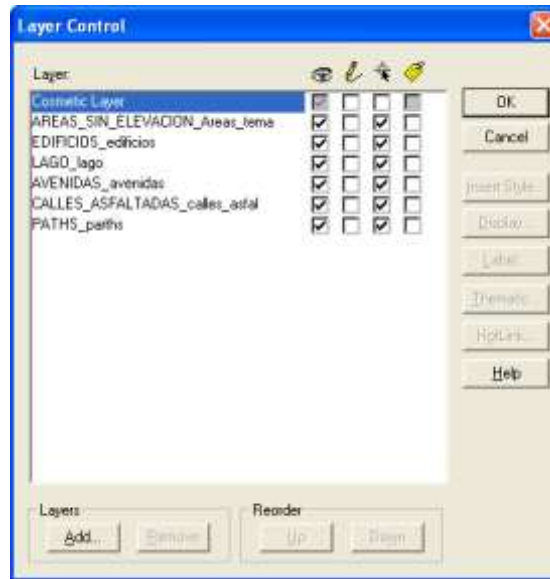 Layer Control
Layer:
Cosmetic Layer
AREAS_SIN_ELEVACION_Areas_tema
EDIFICIOS_edificios
LAGO_lago
AVENIDAS_avenidas
CALLES_ASFALTADAS_calles_asfal
PATHS_parths
OK
Cancel
Insert Style...
Display...
Label...
Thematic...
HotLink...
Help
Layers
Add...
Remove
Reorder
Up
Down